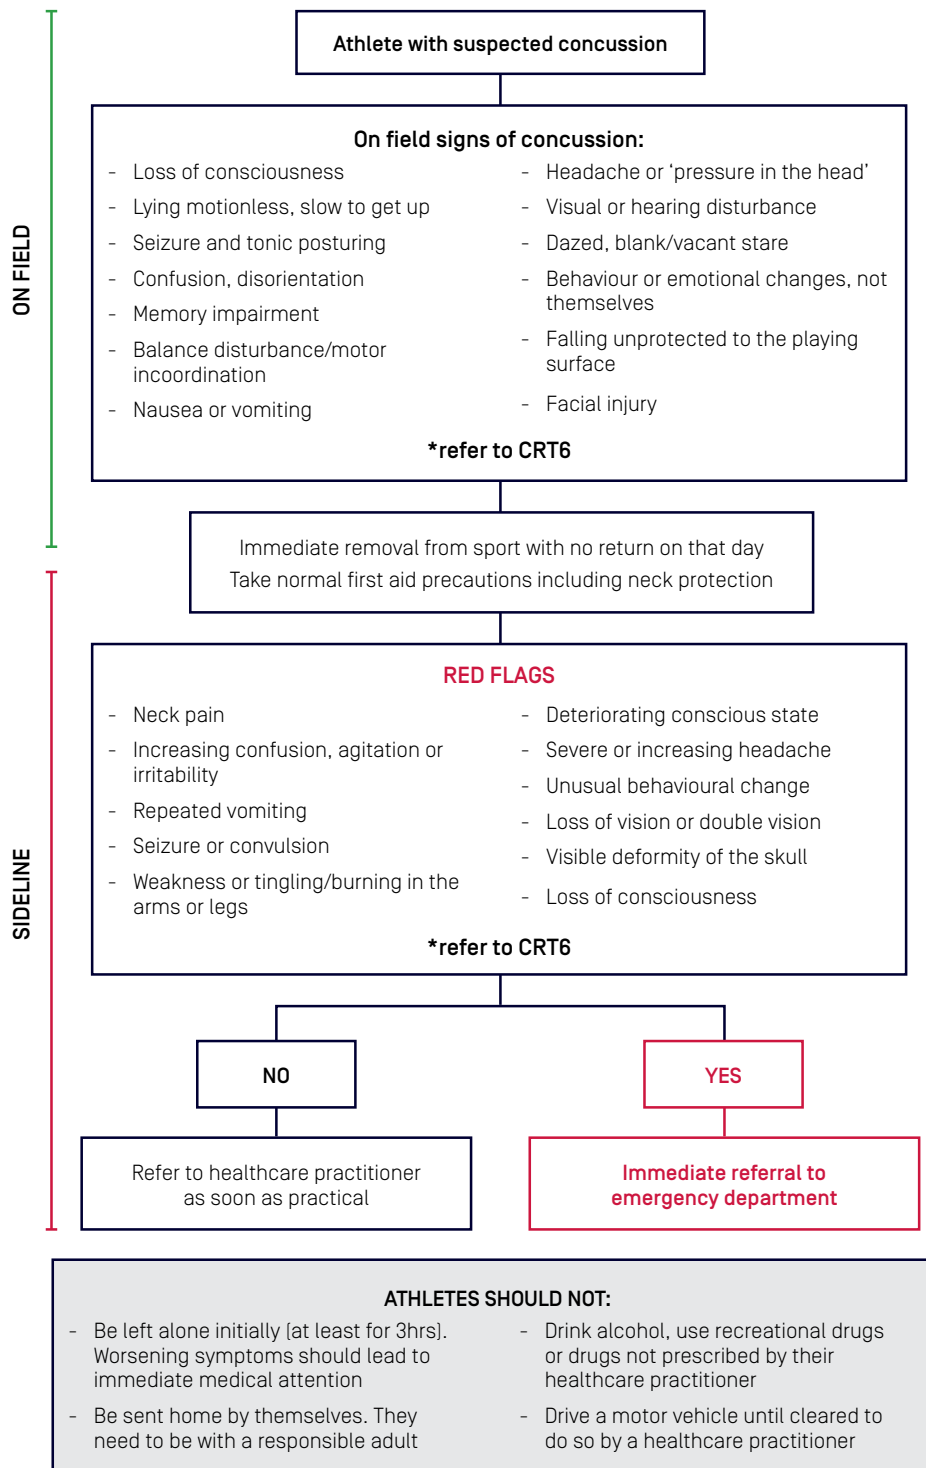 Athlete with suspected concussion
ON FIELD
On field signs of concussion:
- Loss of consciousness
- Lying motionless, slow to get up
- Seizure and tonic posturing
- Confusion, disorientation
- Memory impairment
- Balance disturbance/motor
incoordination
- Nausea or vomiting
- Headache or ‘pressure in the head’
- Visual or hearing disturbance
- Dazed, blank/vacant stare
- Behaviour or emotional changes, not
themselves
- Falling unprotected to the playing
surface
- Facial injury
*refer to CRT6
Immediate removal from sport with no return on that day
Take normal first aid precautions including neck protection
SIDELINE
RED FLAGS
- Neck pain
- Increasing confusion, agitation or
irritability
- Repeated vomiting
- Seizure or convulsion
- Weakness or tingling/burning in the
arms or legs
- Deteriorating conscious state
- Severe or increasing headache
- Unusual behavioural change
- Loss of vision or double vision
- Visible deformity of the skull
- Loss of consciousness
*refer to CRT6
NO
Refer to healthcare practitioner
as soon as practical
YES
Immediate referral to
emergency department
ATHLETES SHOULD NOT:
- Be left alone initially (at least for 3hrs).
Worsening symptoms should lead to
immediate medical attention
- Be sent home by themselves. They
need to be with a responsible adult
- Drink alcohol, use recreational drugs
or drugs not prescribed by their
healthcare practitioner
- Drive a motor vehicle until cleared to
do so by a healthcare practitioner